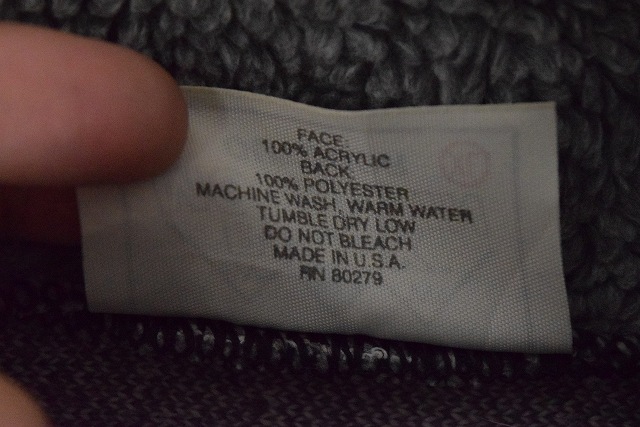 FACE:
100% ACRYLIC
BACK:
100% POLYESTER
MACHINE WASH, WARM WATER
TUMBLE DRY LOW
DO NOT BLEACH
MADE IN U.S.A.
RN 80279